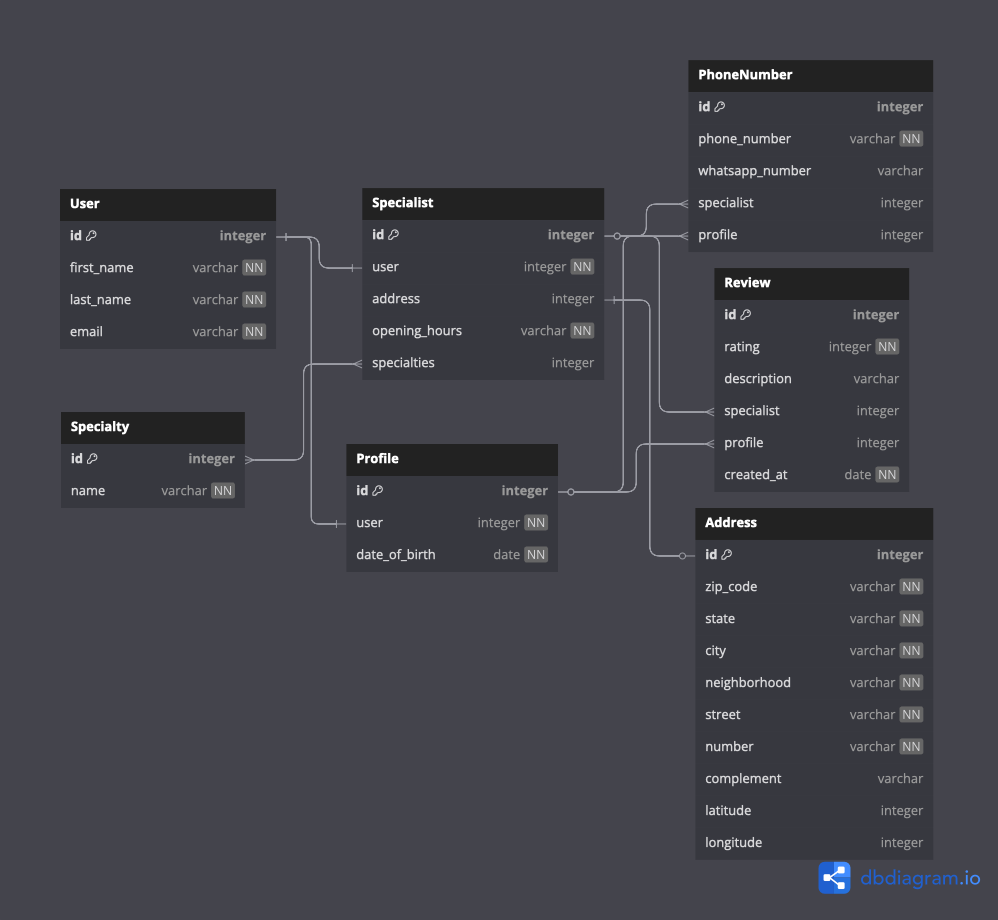 User
id integer
first_name varchar NN
last_name varchar NN
email varchar NN
Specialty
id integer
name varchar NN
Specialist
id integer
user integer NN
address integer
opening_hours varchar NN
specialties integer
Profile
id integer
user integer NN
date_of_birth date NN
PhoneNumber
id integer
phone_number varchar NN
whatsapp_number varchar
specialist integer
profile integer
Review
id integer
rating integer NN
description varchar
specialist integer
profile integer
created_at date NN
Address
id integer
zip_code varchar NN
state varchar NN
city varchar NN
neighborhood varchar NN
street varchar NN
number varchar NN
complement varchar
latitude integer
longitude integer
dbdiagram.io